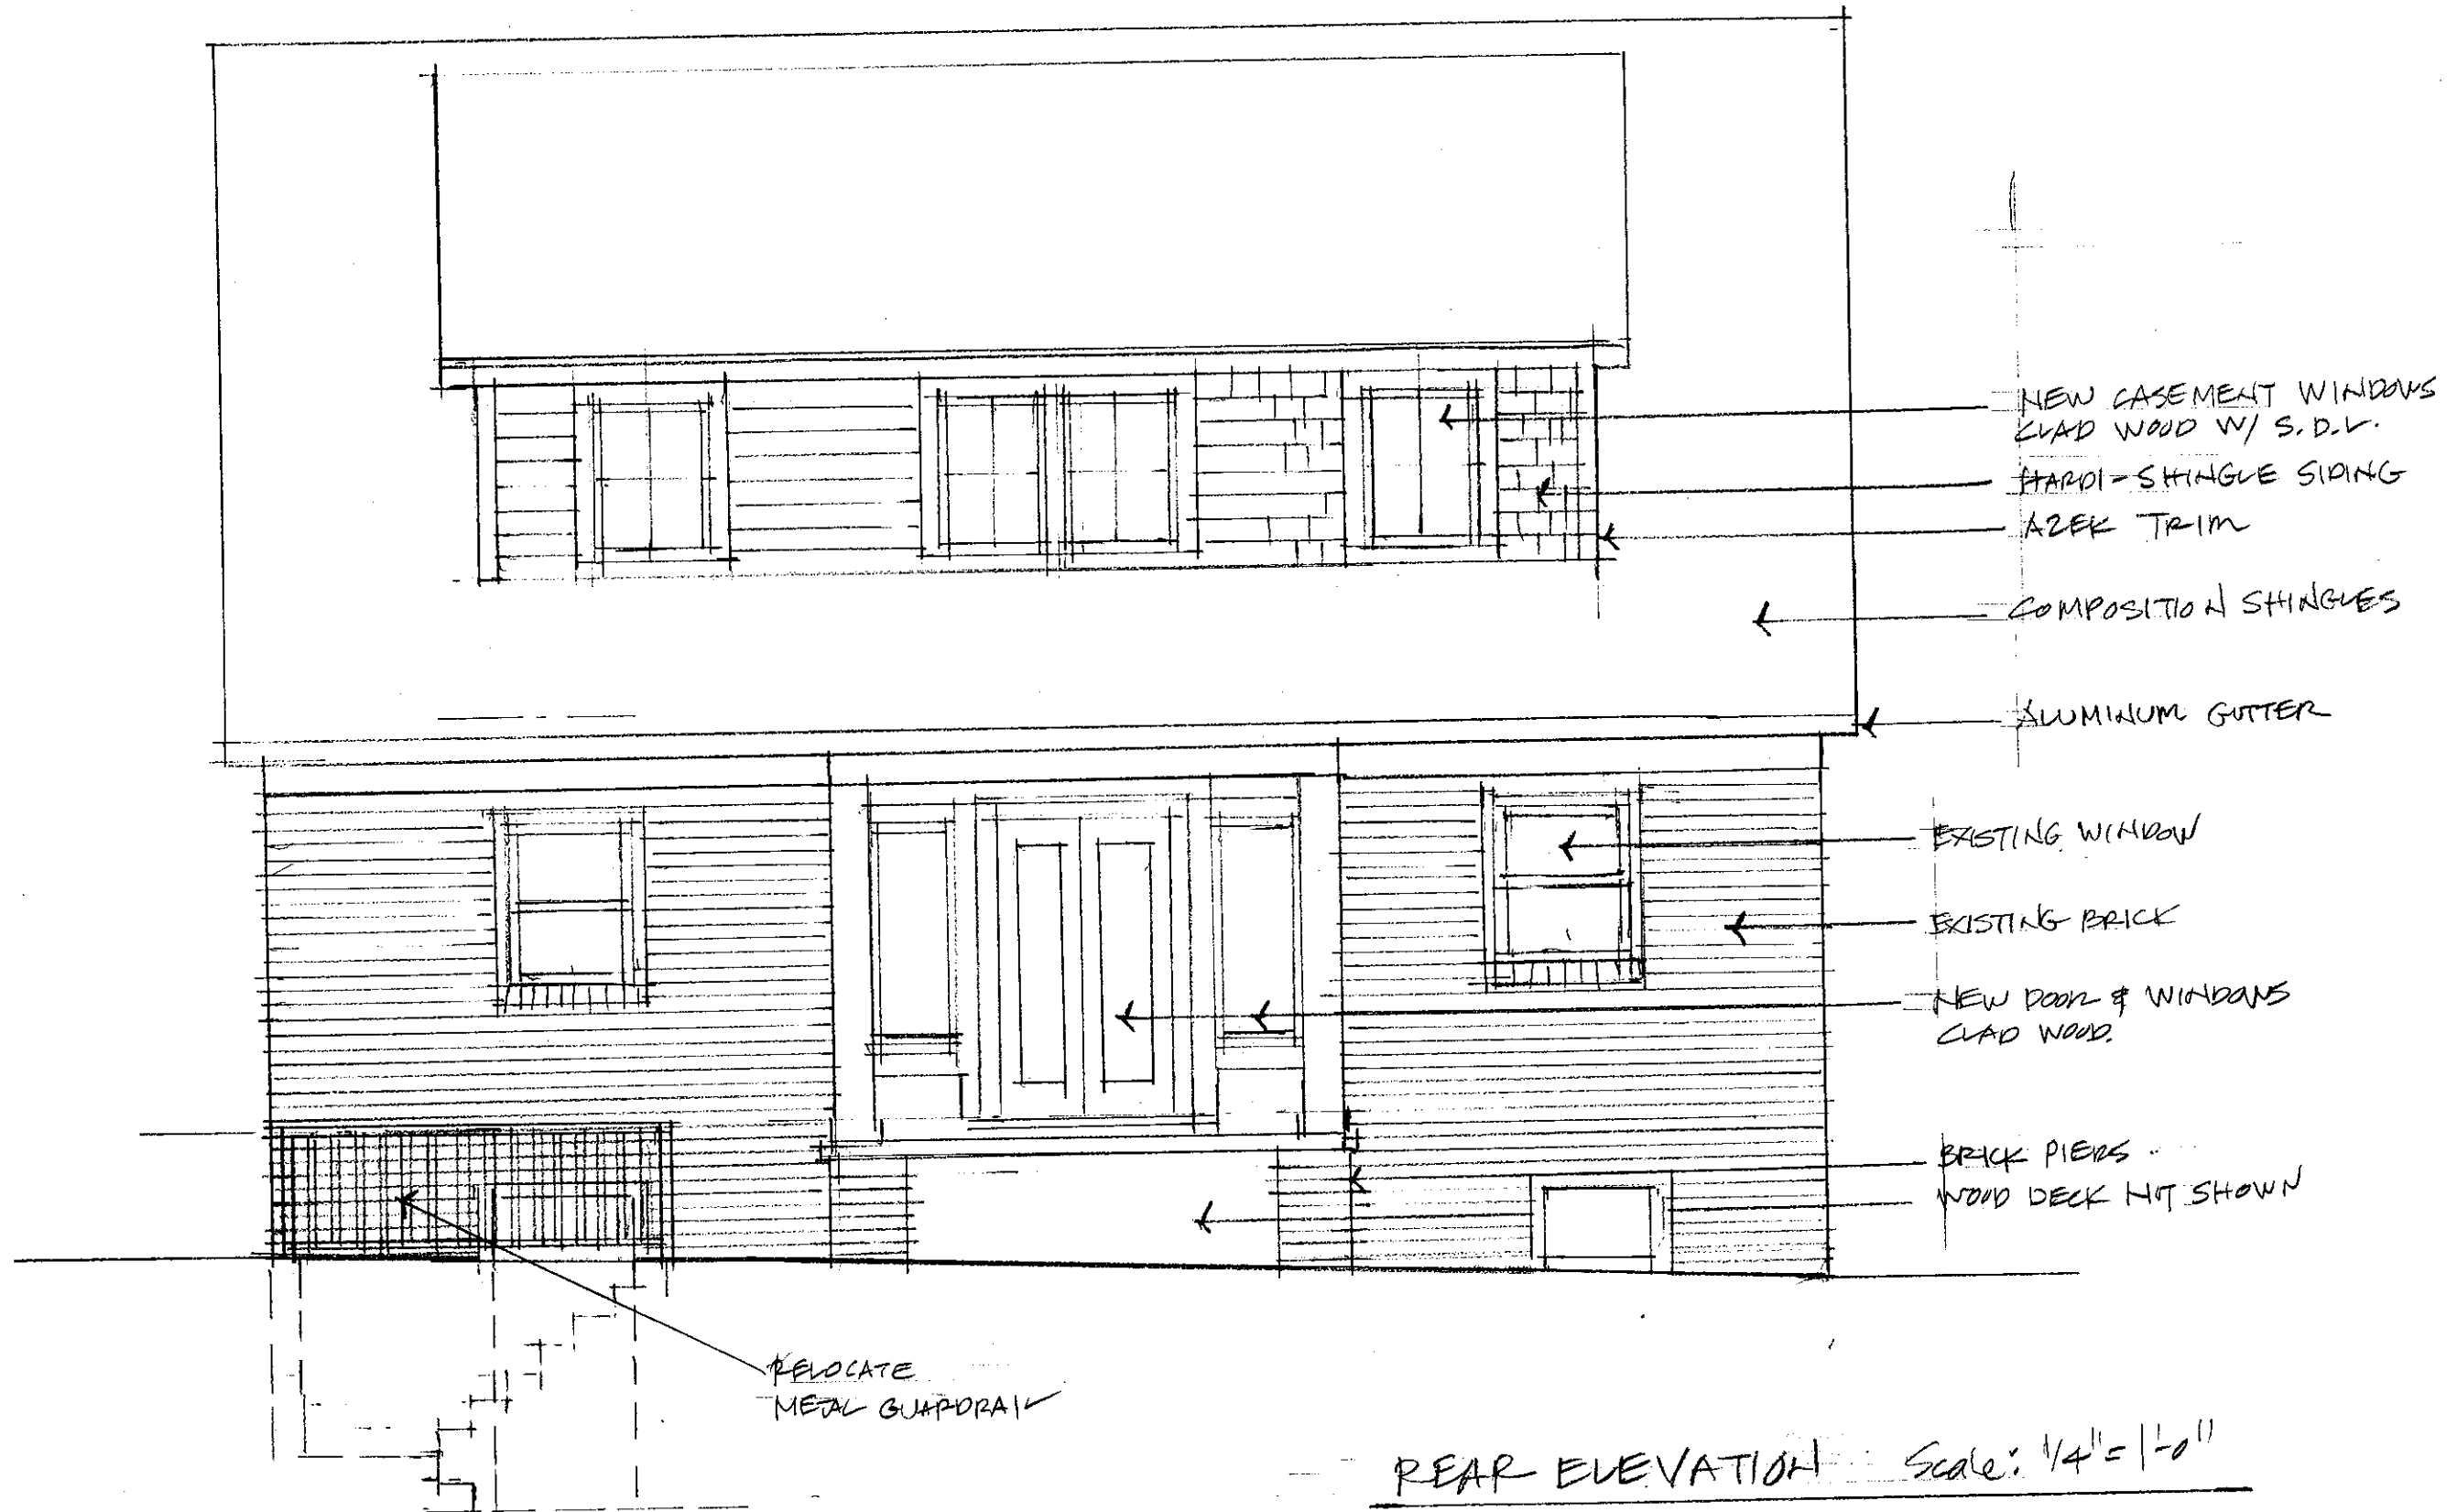 NEW CASEMENT WINDOWS
CLAD WOOD W/ S.D.L.
HARDI-SHINGLE SIDING
AZEK TRIM
COMPOSITION SHINGLES
ALUMINUM GUTTER
EXISTING WINDOW
EXISTING BRICK
NEW DOOR & WINDOWS
CLAD WOOD.
BRICK PIERS
WOOD DECK NOT SHOWN
RELOCATE
METAL GUARDRAIL
REAR ELEVATION Scale: 1/4" = 1'-0"